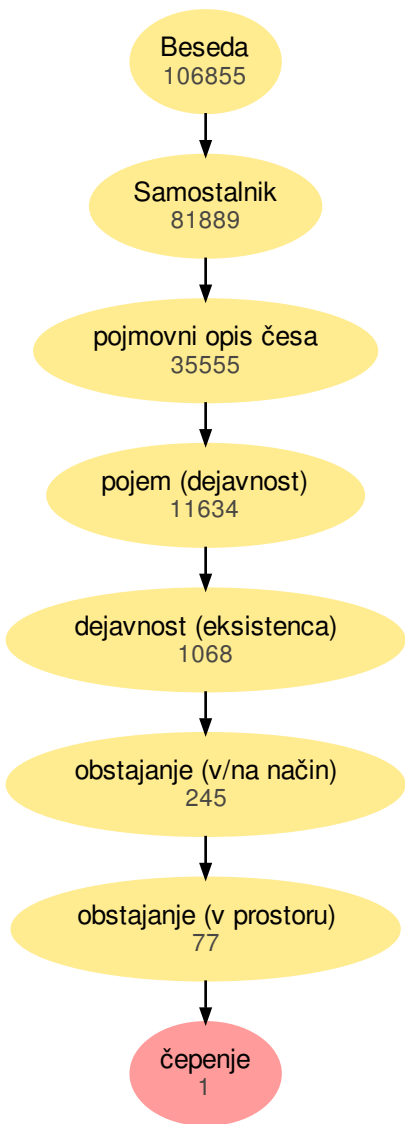 Beseda
106855
Samostalnik
81889
pojmovni opis česa
35555
pojem (dejavnost)
11634
dejavnost (eksistenca)
1068
obstajanje (v/na način)
245
obstajanje (v prostoru)
77
čepenje
1